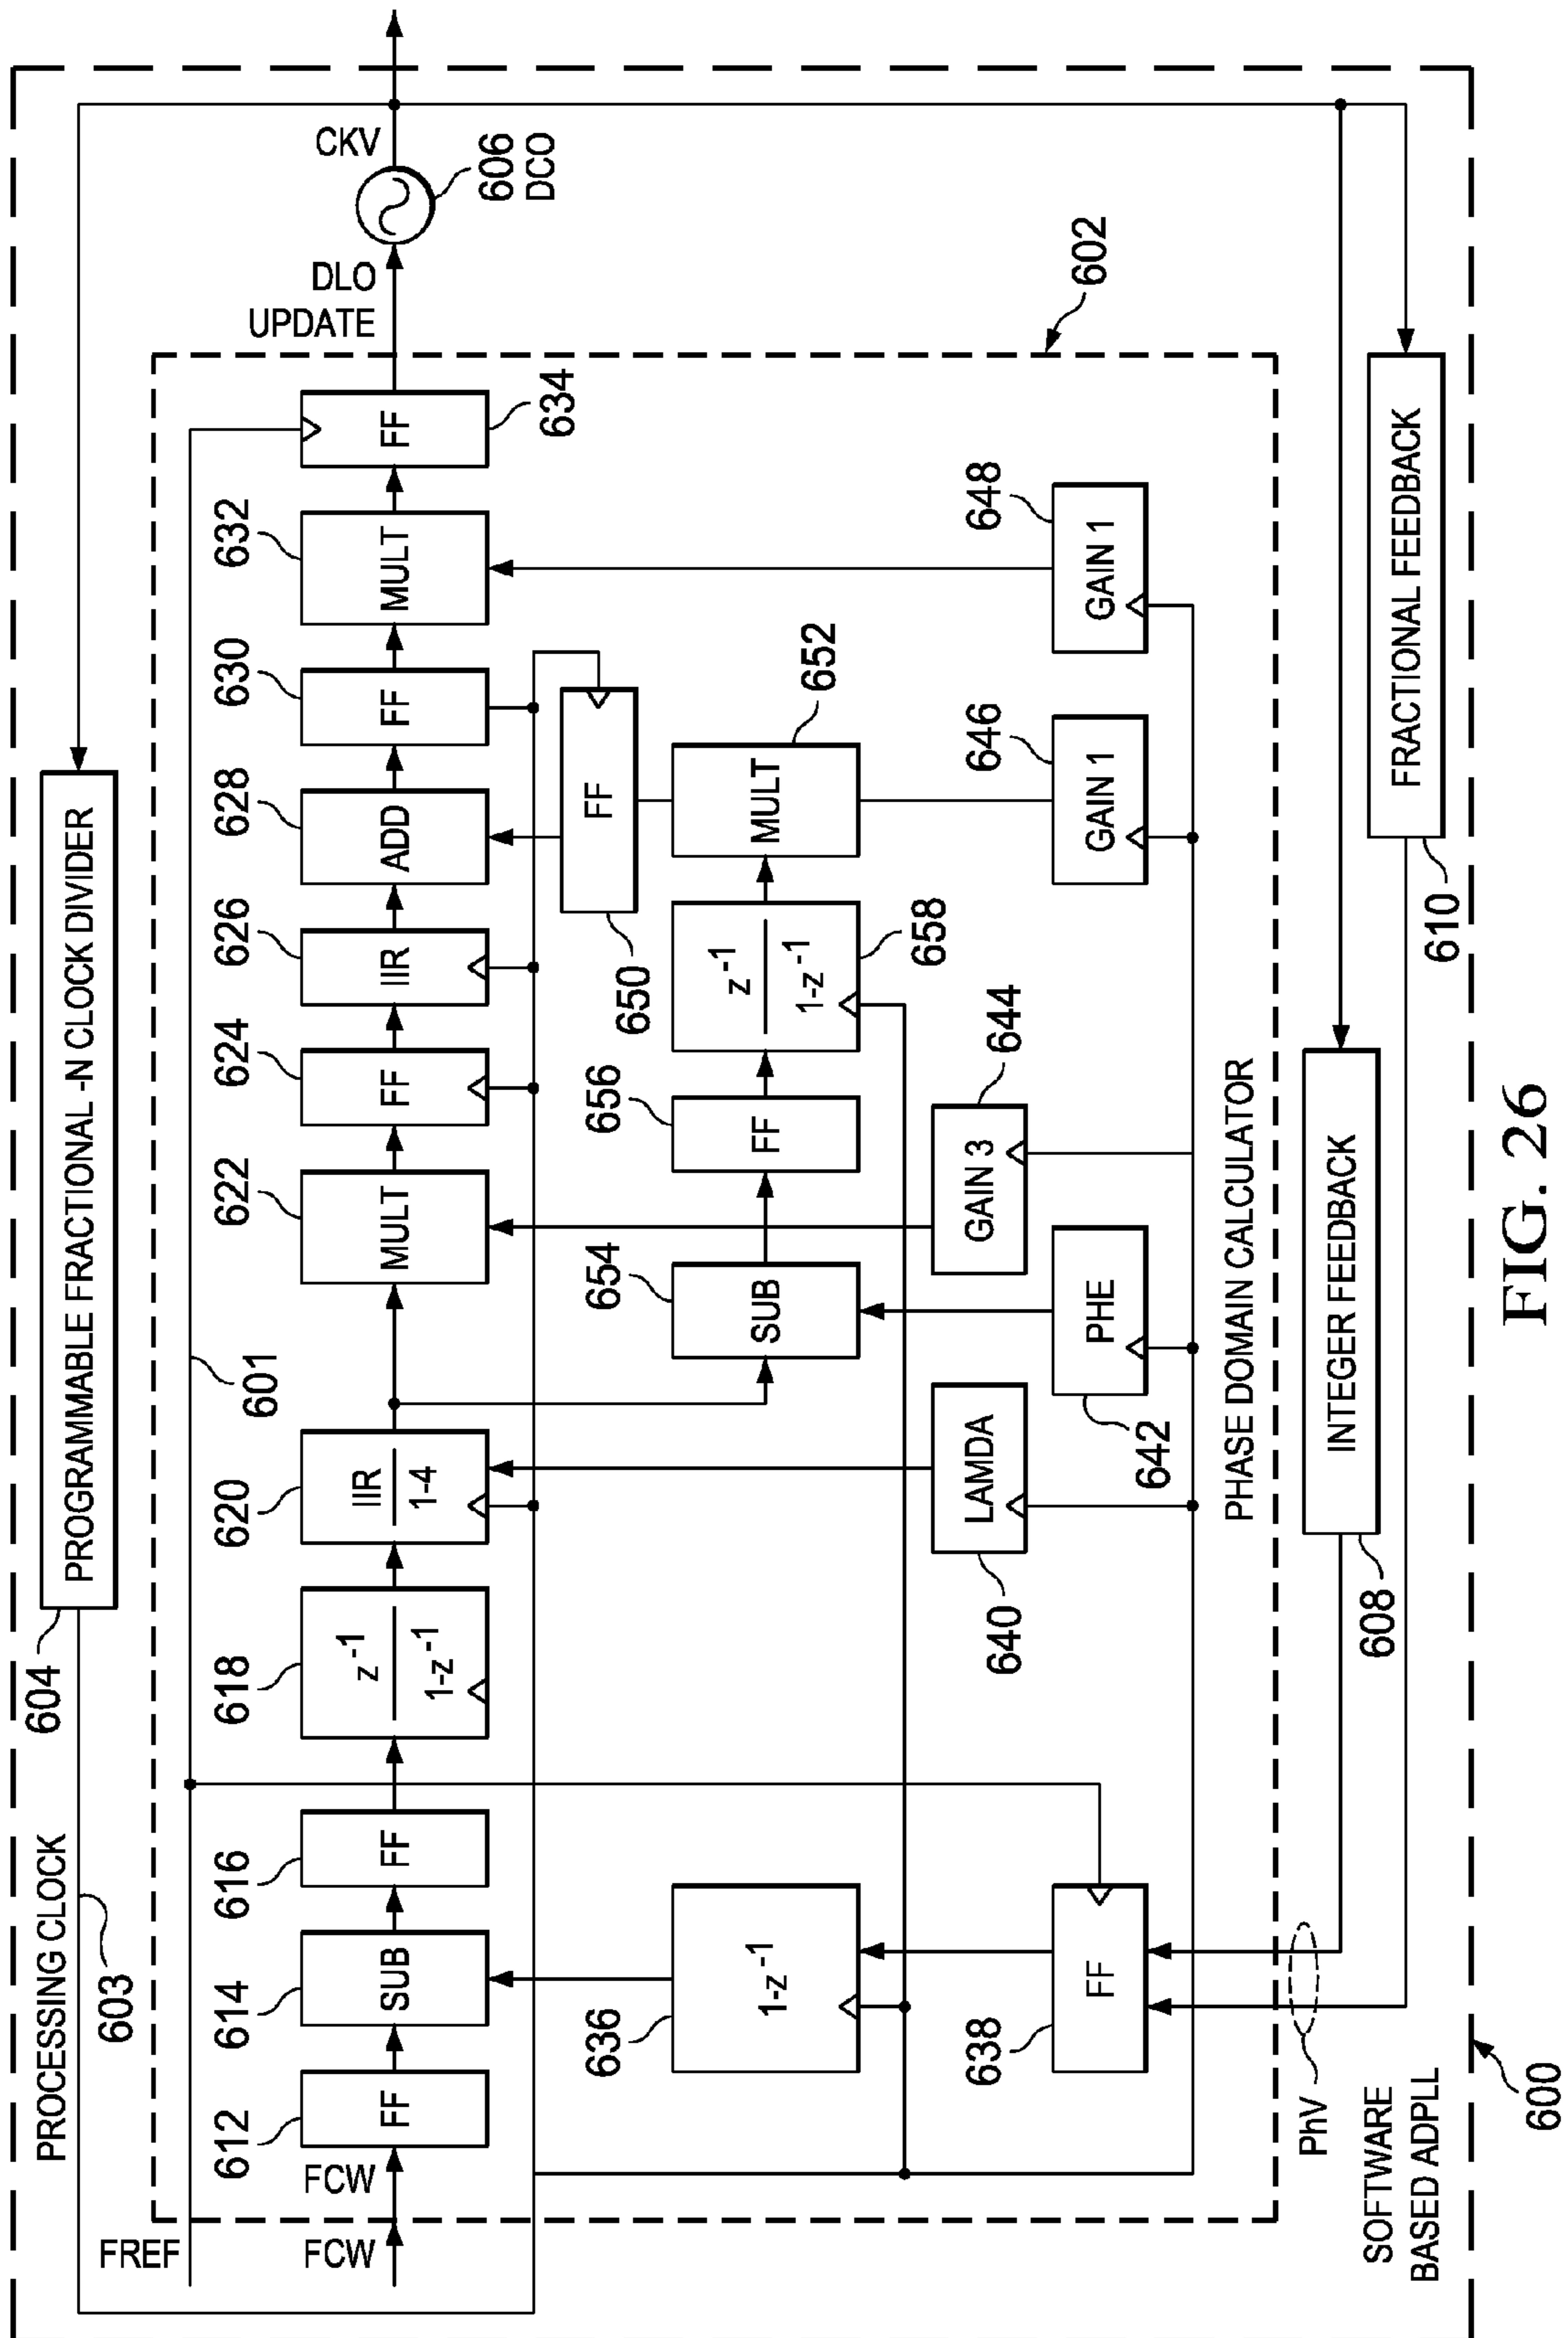 PROCESSING CLOCK
603
604
PROGRAMMABLE FRACTIONAL -N CLOCK DIVIDER
FREF
601
FCW
FCW
612
FF
614
SUB
616
FF
618
z⁻¹
1-z⁻¹
620
IIR
1-4
622
MULT
624
FF
626
IIR
628
ADD
630
FF
632
MULT
FF
634
DLO
UPDATE
CKV
606
DCO
FF
650
636
1-z⁻¹
654
SUB
656
FF
z⁻¹
1-z⁻¹
658
MULT
652
638
FF
LAMDA
640
PHE
642
GAIN 3
644
GAIN 1
646
GAIN 1
648
602
PHASE DOMAIN CALCULATOR
PhV
INTEGER FEEDBACK
608
FRACTIONAL FEEDBACK
610
SOFTWARE
BASED ADPLL
600
FIG. 26